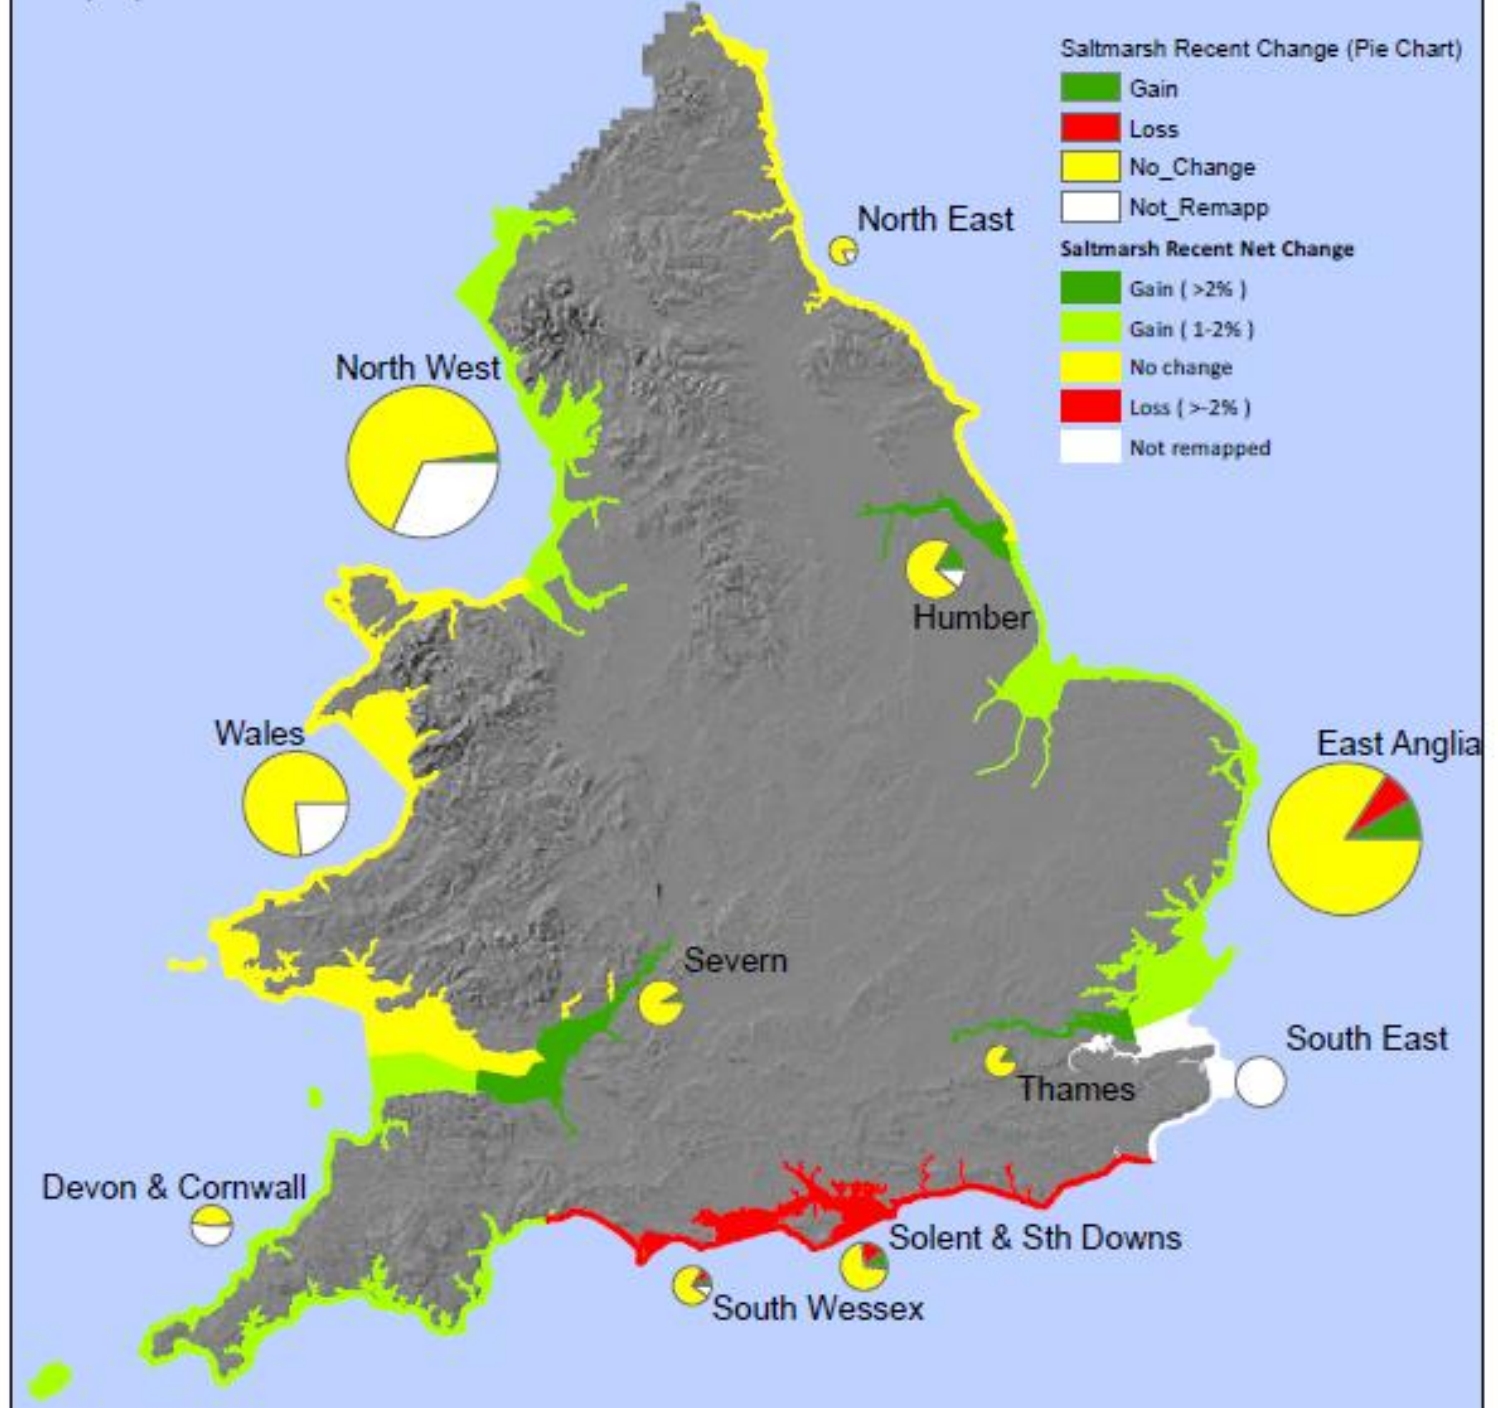 Saltmarsh Recent Change (Pie Chart)
Gain
Loss
No_Change
Not_Remapp
Saltmarsh Recent Net Change
Gain ( >2% )
Gain ( 1-2% )
No change
Loss ( >-2% )
Not remapped
North East
North West
Humber
Wales
East Anglia
Severn
South East
Thames
Devon & Cornwall
Solent & Sth Downs
South Wessex